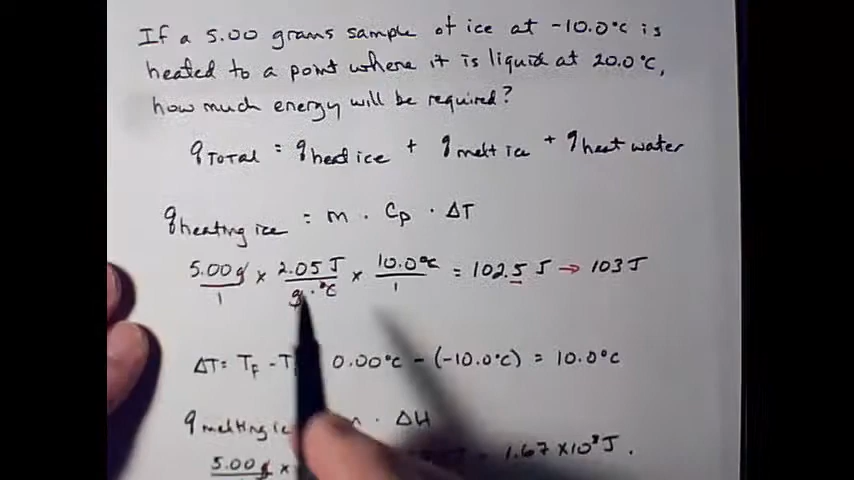 If a 5.00 grams sample of ice at -10.0°C is
heated to a point where it is liquid at 20.0°C,
how much energy will be required?
qTOTAL = qheat ice + qmelt ice + qheat water
qheating ice = m · Cp · ΔT
5.00g/1 × 2.05 J/g·°C × 10.0°C/1 = 102.5 J → 103 J
ΔT = TF - T 0.00°C - (-10.0°C) = 10.0°C
qmelting ic · ΔH
5.00g × 1.67 × 10³ J.